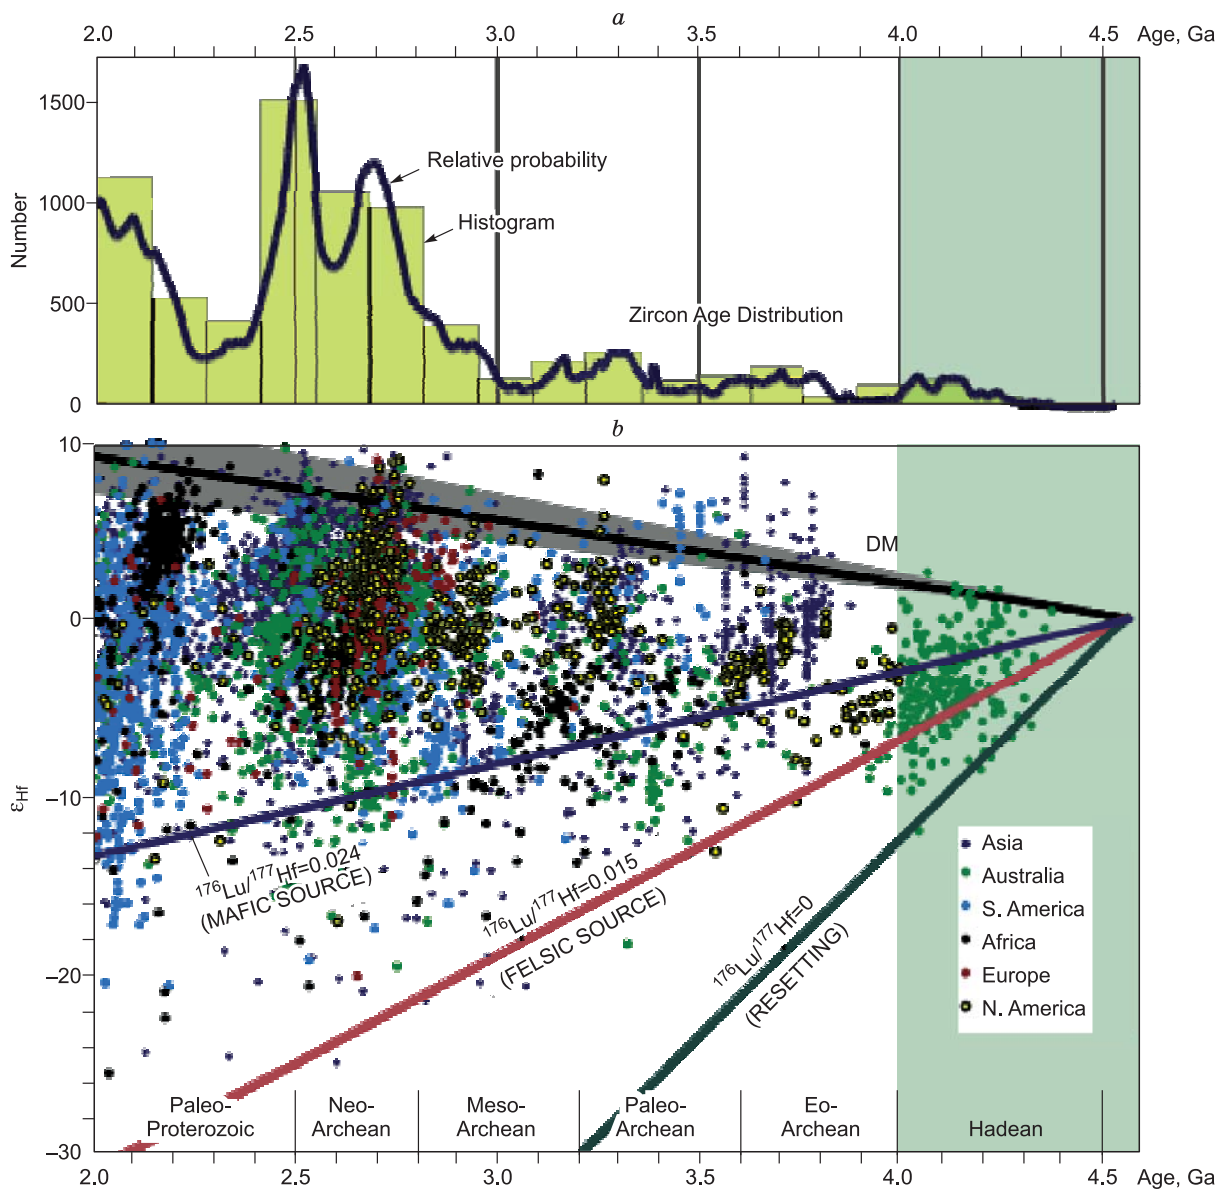 a
2.0 2.5 3.0 3.5 4.0 4.5 Age, Ga
1500
1000
500
0
Number
Relative probability
Histogram
Zircon Age Distribution
b
10
0
–10
–20
–30
εHf
DM
176Lu/177Hf=0.024
(MAFIC SOURCE)
176Lu/177Hf=0.015
(FELSIC SOURCE)
176Lu/177Hf=0
(RESETTING)
Asia
Australia
S. America
Africa
Europe
N. America
Paleo-
Proterozoic
Neo-
Archean
Meso-
Archean
Paleo-
Archean
Eo-
Archean
Hadean
2.0 2.5 3.0 3.5 4.0 4.5 Age, Ga